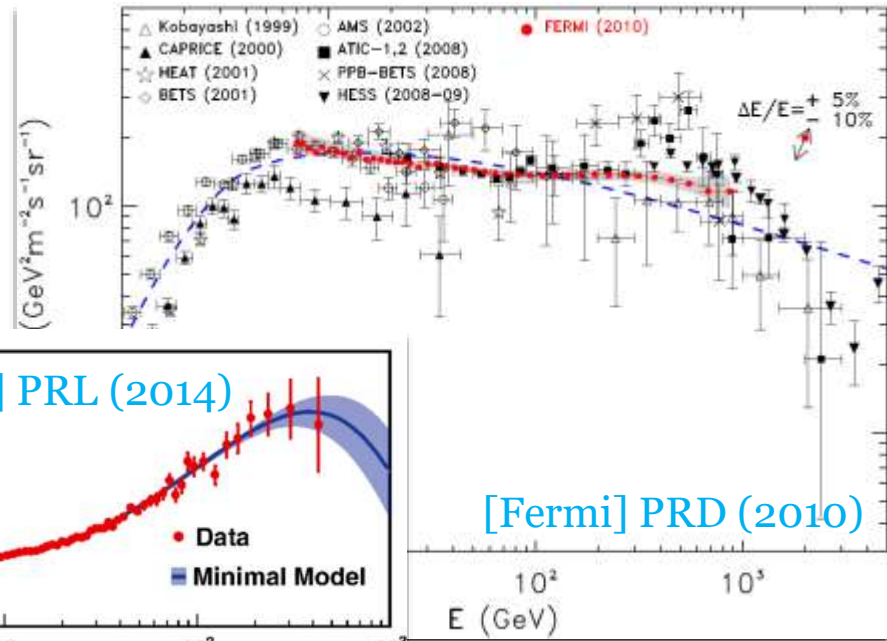 Kobayashi (1999) AMS (2002) FERMI (2010)
CAPRICE (2000) ATIC-1,2 (2008)
HEAT (2001) PPB-BETS (2008)
BETS (2001) HESS (2008-09)
ΔE/E= + 5%
- 10%
10²
(GeV²m⁻²s⁻¹sr⁻¹)
] PRL (2014)
Data
Minimal Model
[Fermi] PRD (2010)
10² 10³
E (GeV)